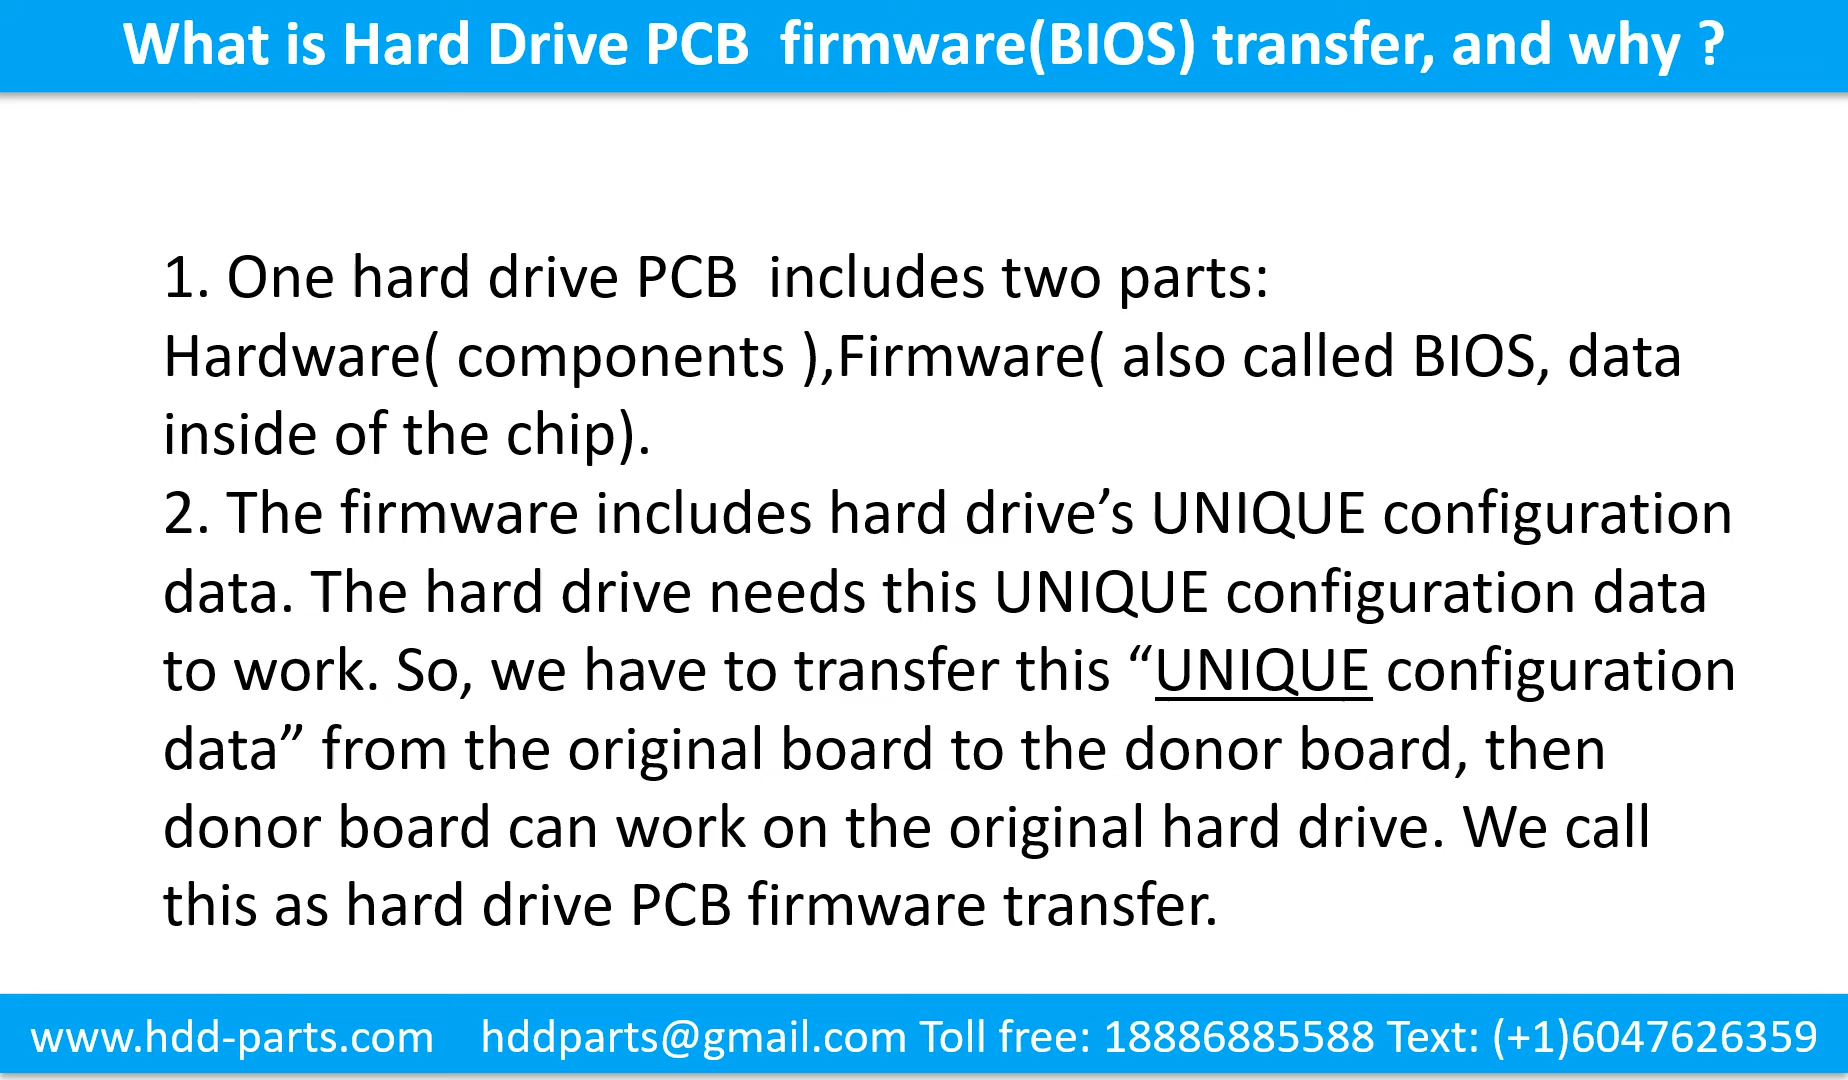 What is Hard Drive PCB  firmware(BIOS) transfer, and why ?
1. One hard drive PCB  includes two parts:
Hardware( components ),Firmware( also called BIOS, data
inside of the chip).
2. The firmware includes hard drive’s UNIQUE configuration
data. The hard drive needs this UNIQUE configuration data
to work. So, we have to transfer this “UNIQUE configuration
data” from the original board to the donor board, then
donor board can work on the original hard drive. We call
this as hard drive PCB firmware transfer.
www.hdd-parts.com    hddparts@gmail.com Toll free: 18886885588 Text: (+1)6047626359